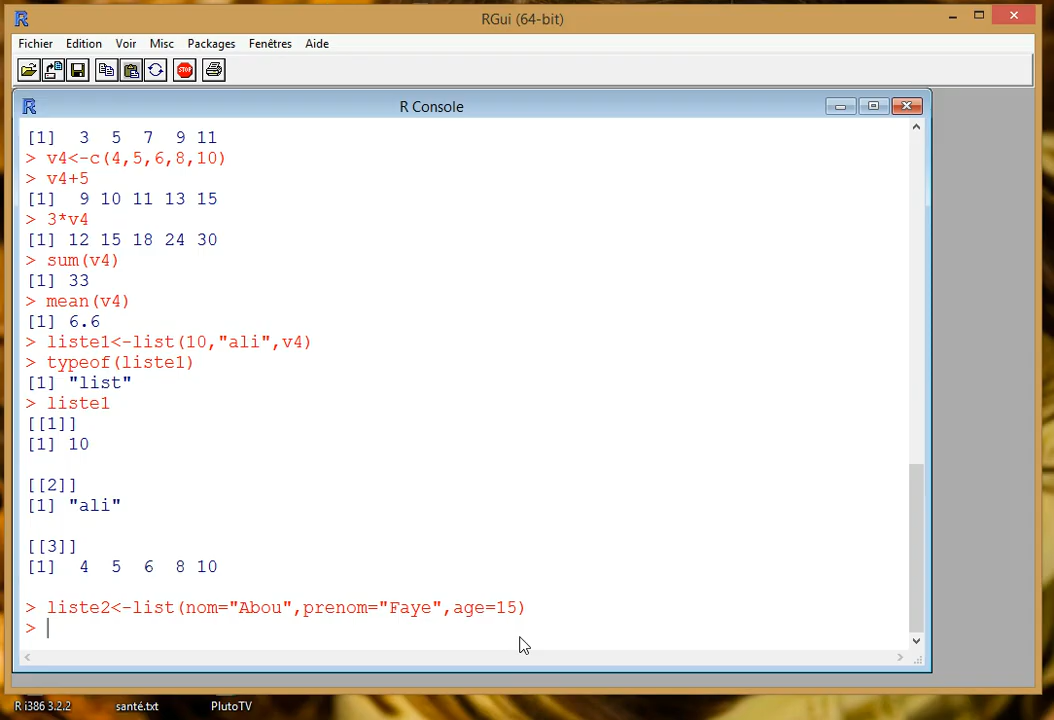 RGui (64-bit)
Fichier Edition Voir Misc Packages Fenêtres Aide
STOP
R Console
[1]  3  5  7  9 11
> v4<-c(4,5,6,8,10)
> v4+5
[1]  9 10 11 13 15
> 3*v4
[1] 12 15 18 24 30
> sum(v4)
[1] 33
> mean(v4)
[1] 6.6
> liste1<-list(10,"ali",v4)
> typeof(liste1)
[1] "list"
> liste1
[[1]]
[1] 10
[[2]]
[1] "ali"
[[3]]
[1]  4  5  6  8 10
> liste2<-list(nom="Abou",prenom="Faye",age=15)
>
R i386 3.2.2 santé.txt PlutoTV